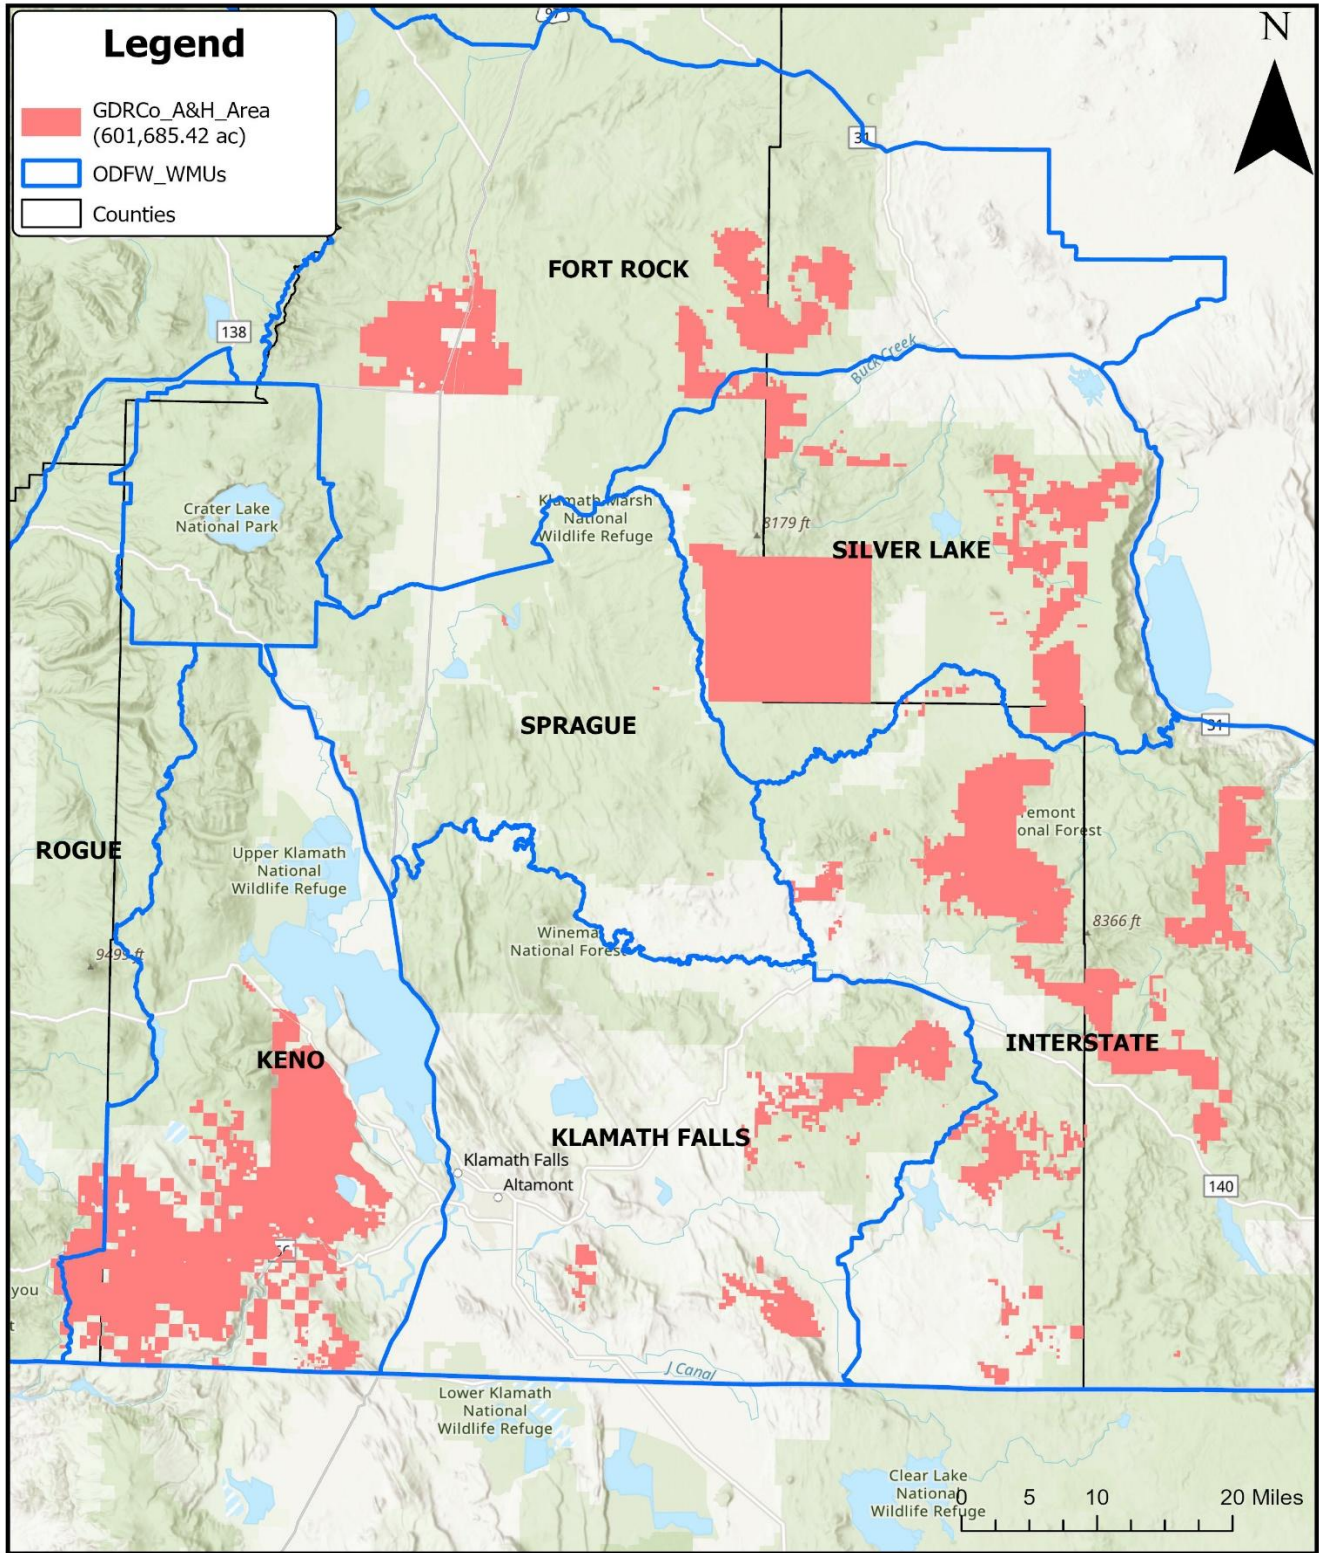 97
Legend
N
GDRCo_A&H_Area
(601,685.42 ac)
ODFW_WMUs
Counties
31
FORT ROCK
138
Buck Creek
Crater Lake
National Park
Klamath Marsh
National
Wildlife Refuge
8179 ft
SILVER LAKE
SPRAGUE
31
ROGUE
Upper Klamath
National
Wildlife Refuge
emont
onal Forest
8366 ft
Winema
National Forest
9495 ft
KENO
INTERSTATE
KLAMATH FALLS
Klamath Falls
Altamont
140
66
you
t
J Canal
Lower Klamath
National
Wildlife Refuge
Clear Lake
National
Wildlife Refuge
0 5 10 20 Miles